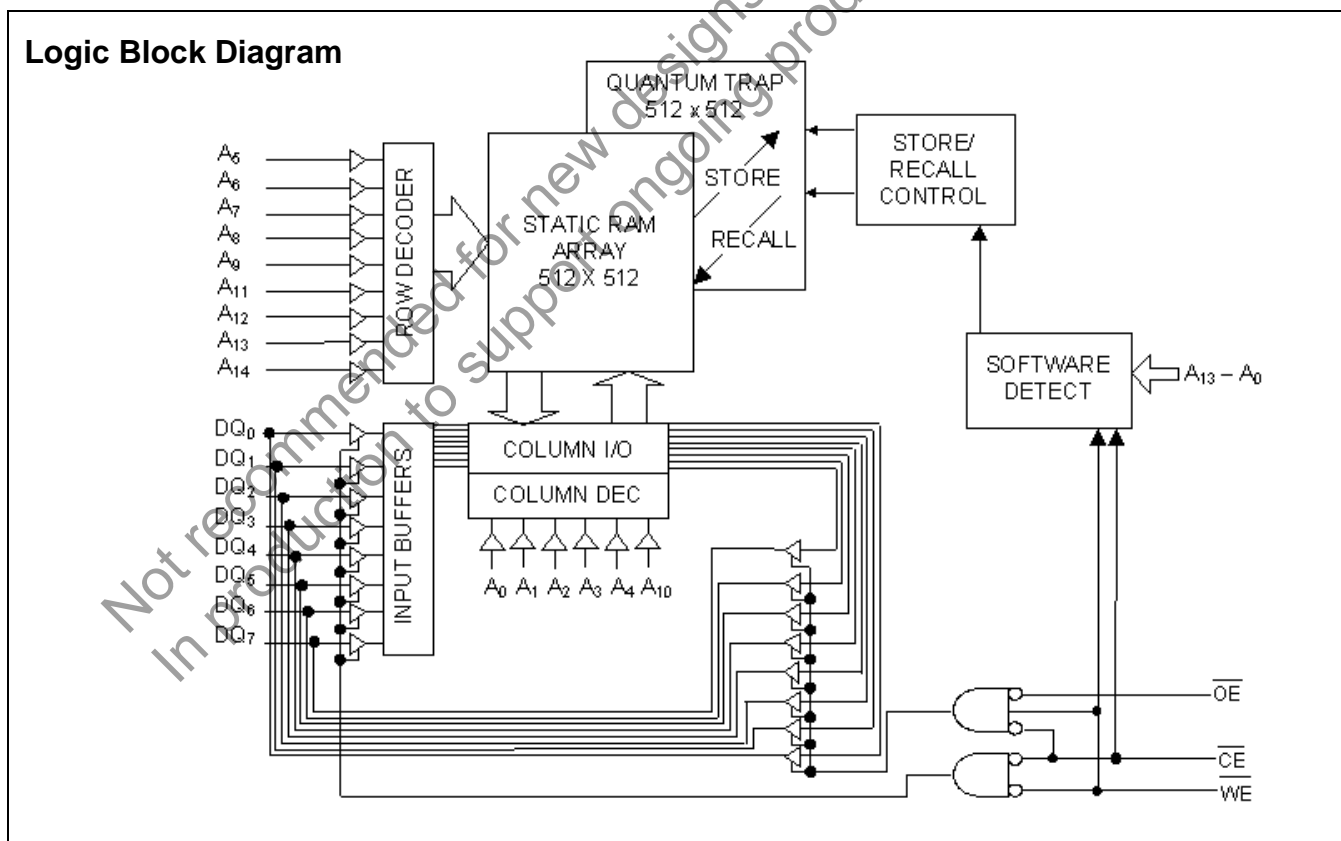 Logic Block Diagram
Not recommended for new designs
In production to support ongoing prod
QUANTUM TRAP
512 x 512
STORE
RECALL
STATIC RAM
ARRAY
512 X 512
STORE/
RECALL
CONTROL
SOFTWARE
DETECT
A13 – A0
A5
A6
A7
A8
A9
A11
A12
A13
A14
ROW DECODER
DQ0
DQ1
DQ2
DQ3
DQ4
DQ5
DQ6
DQ7
INPUT BUFFERS
COLUMN I/O
COLUMN DEC
A0 A1 A2 A3 A4 A10
OE
CE
WE